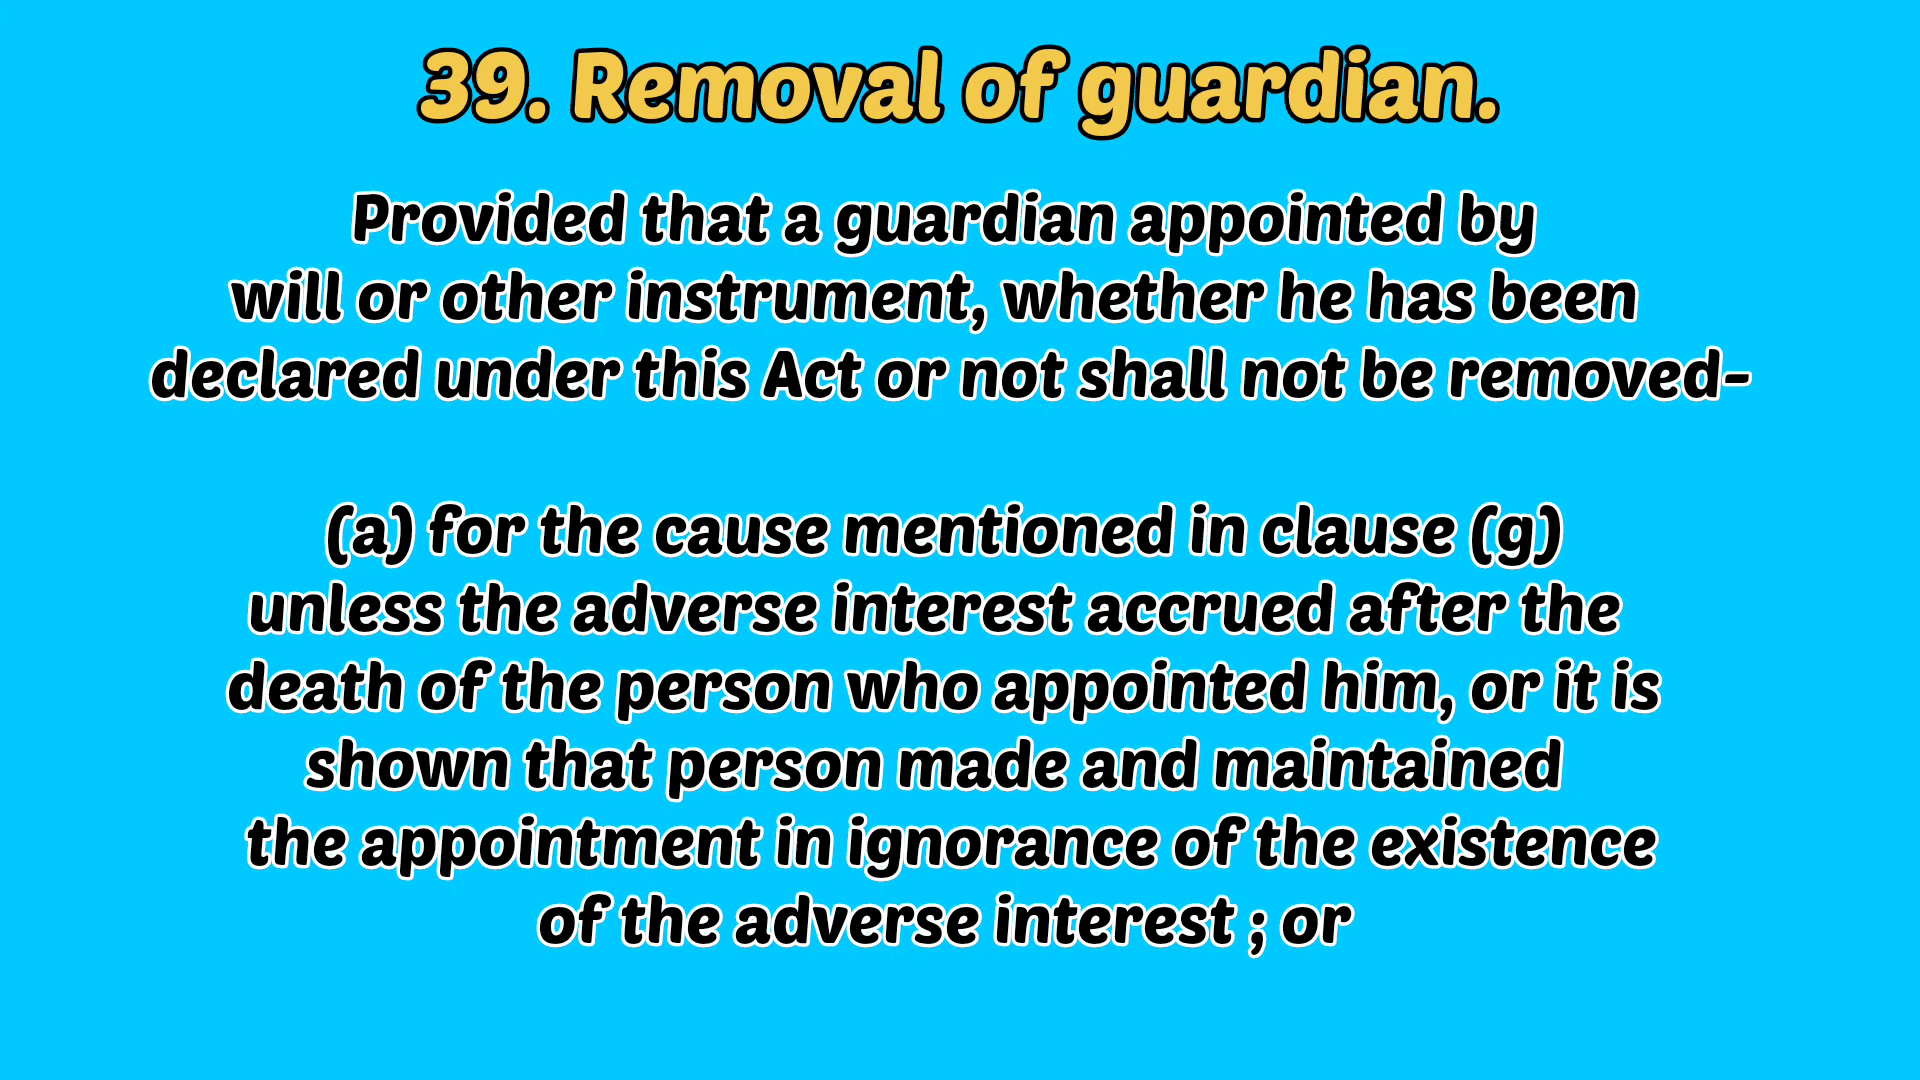 39. Removal of guardian.
Provided that a guardian appointed by
will or other instrument, whether he has been
declared under this Act or not shall not be removed-
(a) for the cause mentioned in clause (g)
unless the adverse interest accrued after the
death of the person who appointed him, or it is
shown that person made and maintained
the appointment in ignorance of the existence
of the adverse interest ; or